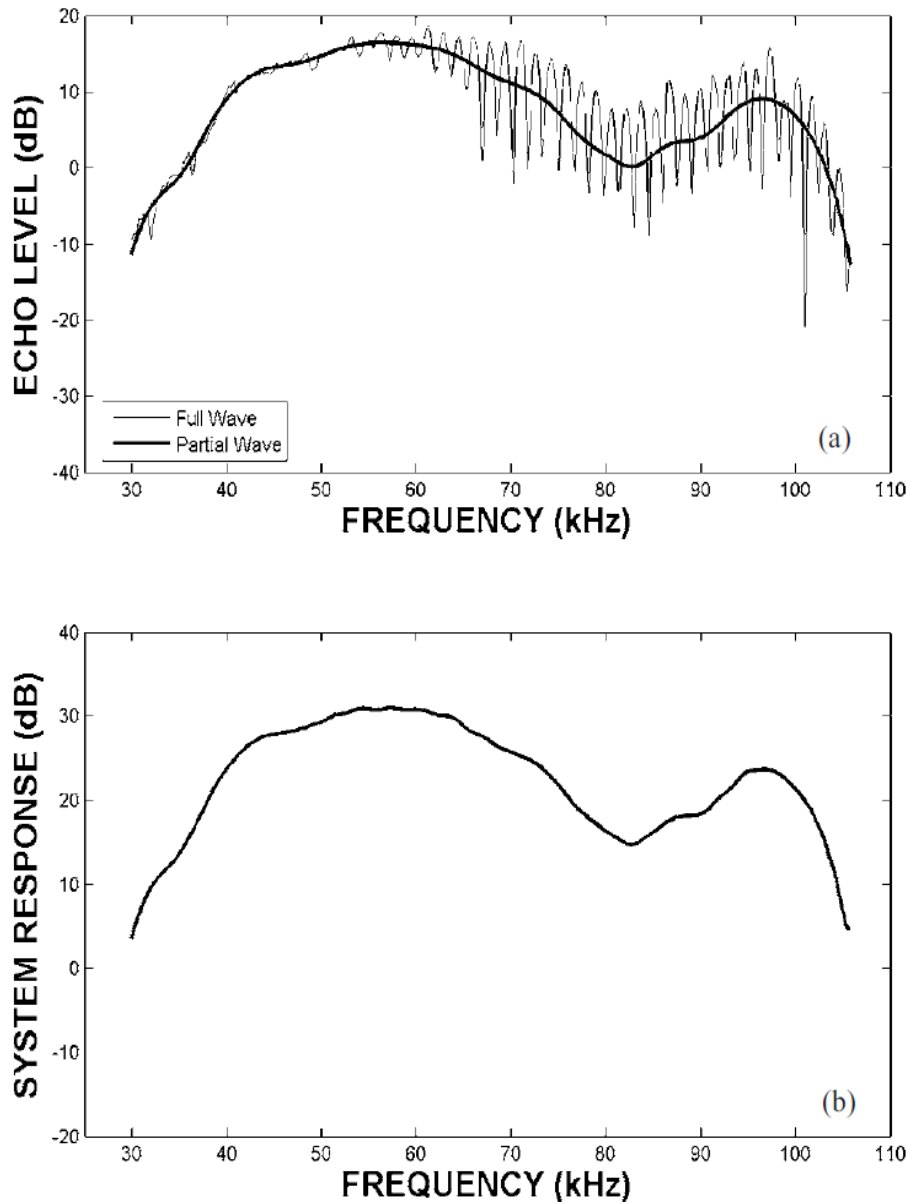 20
10
0
-10
-20
-30
-40
ECHO LEVEL (dB)
Full Wave
Partial Wave
(a)
30 40 50 60 70 80 90 100 110
FREQUENCY (kHz)
40
30
20
10
0
-10
-20
SYSTEM RESPONSE (dB)
(b)
30 40 50 60 70 80 90 100 110
FREQUENCY (kHz)